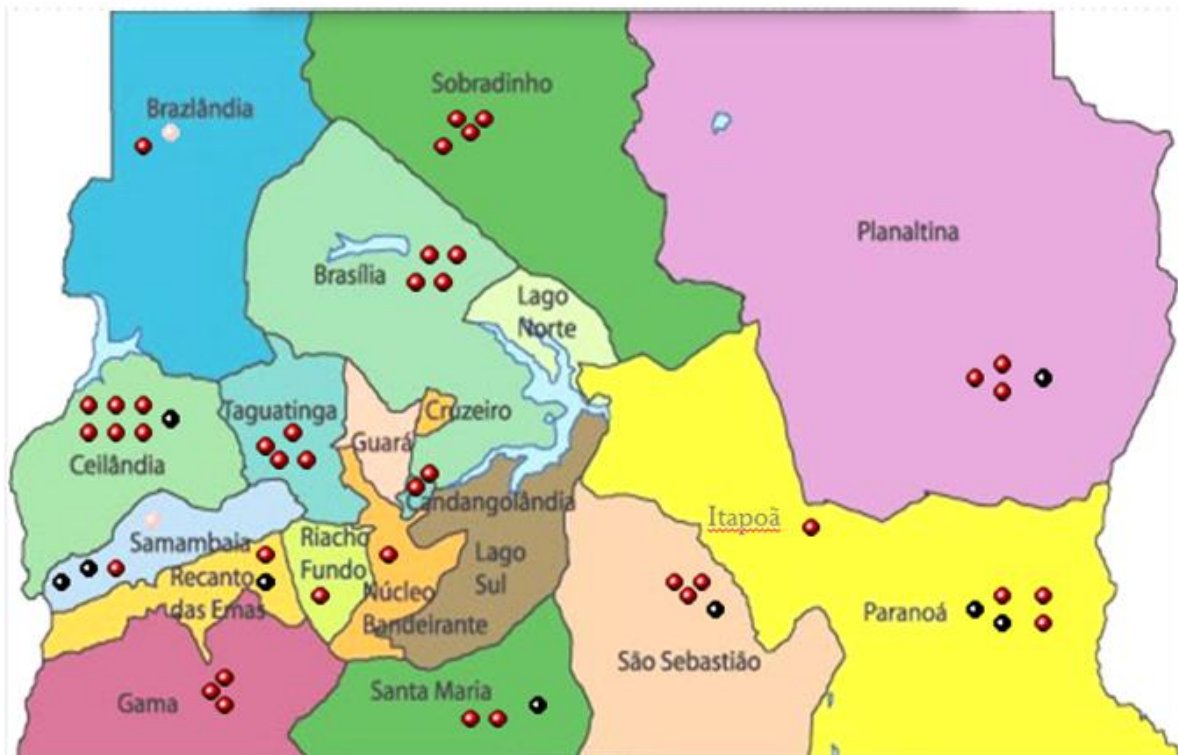 Sobradinho
Brazlândia
Planaltina
Brasília
Lago
Norte
Taguatinga
Cruzeiro
Guará
Ceilândia
Candangolândia
Itapoã
Samambaia
Riacho
Fundo
Lago
Sul
Recanto
das Emas
Núcleo
Bandeirante
Paranoá
São Sebastião
Santa Maria
Gama